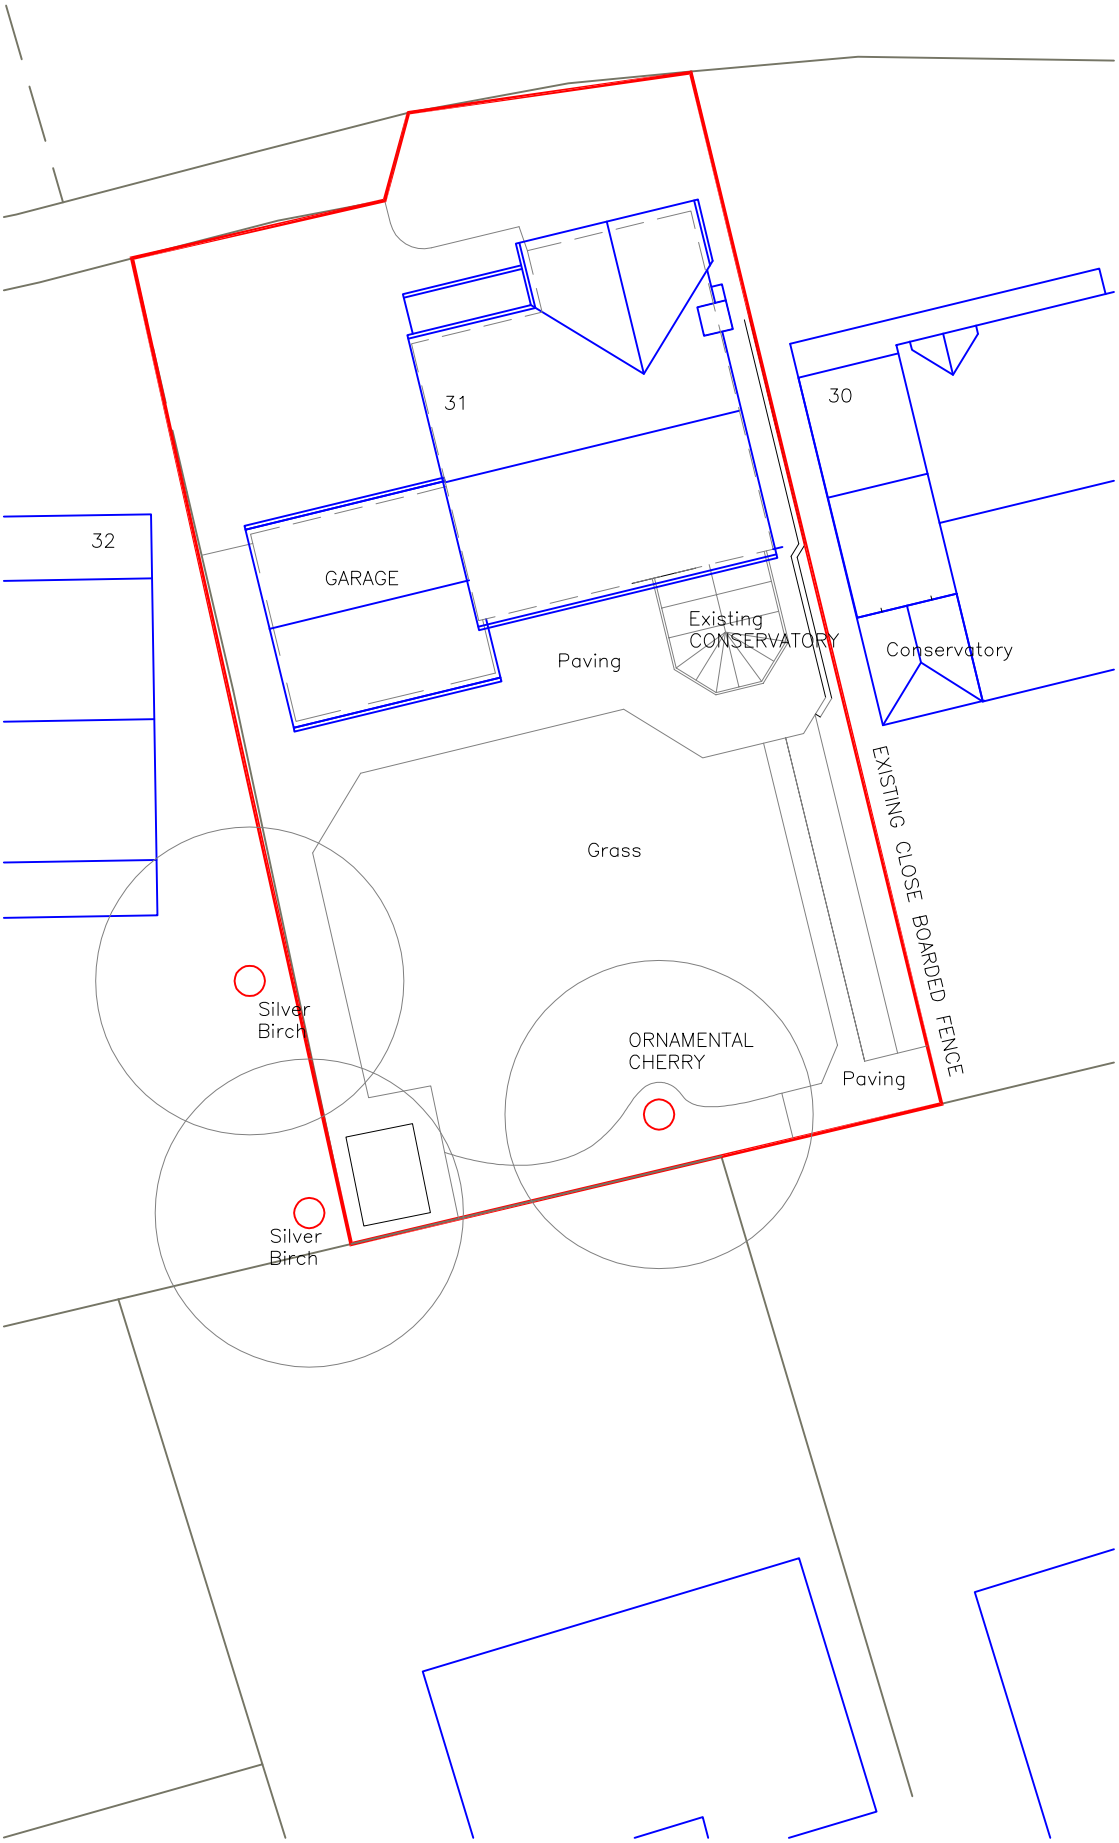 31
30
32
GARAGE
Existing
CONSERVATORY
Paving
Conservatory
EXISTING CLOSE BOARDED FENCE
Grass
Silver
Birch
ORNAMENTAL
CHERRY
Paving
Silver
Birch